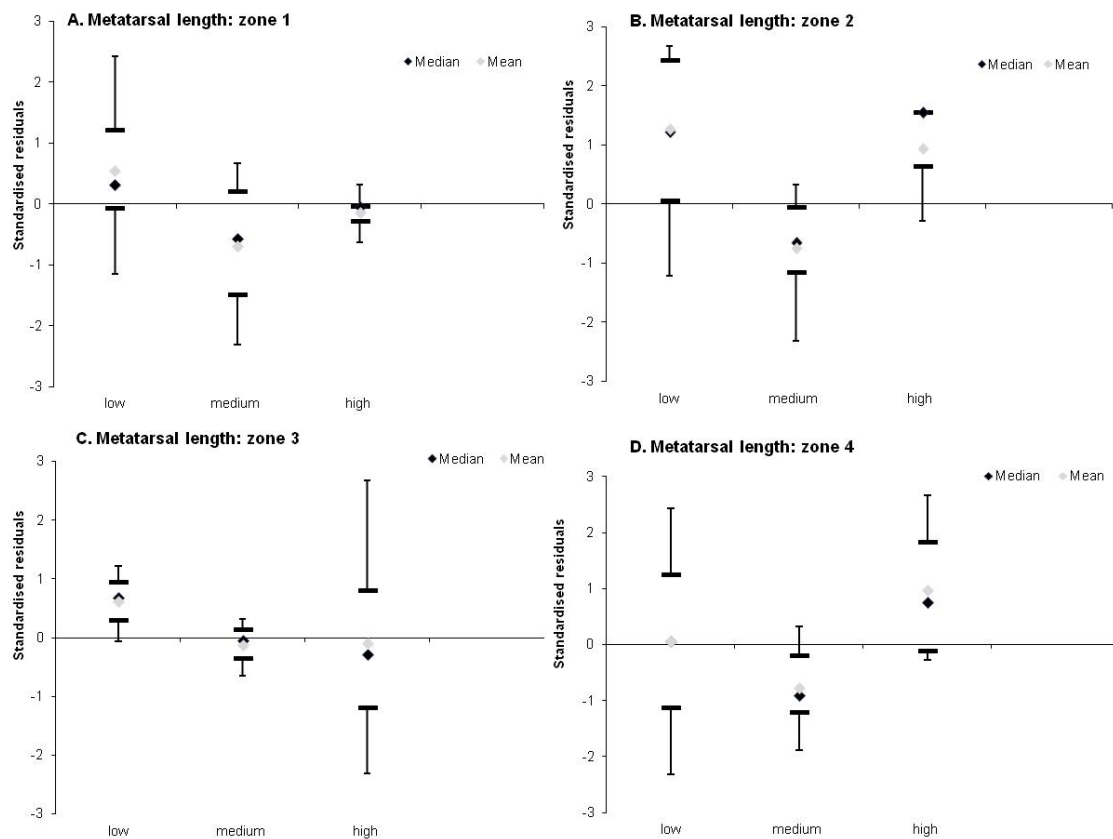 A. Metatarsal length: zone 1
Median Mean
Standardised residuals
3
2
1
0
-1
-2
-3
low medium high
B. Metatarsal length: zone 2
Median Mean
Standardised residuals
3
2
1
0
-1
-2
-3
low medium high
C. Metatarsal length: zone 3
Median Mean
Standardised residuals
3
2
1
0
-1
-2
-3
low medium high
D. Metatarsal length: zone 4
Median Mean
Standardised residuals
3
2
1
0
-1
-2
-3
low medium high